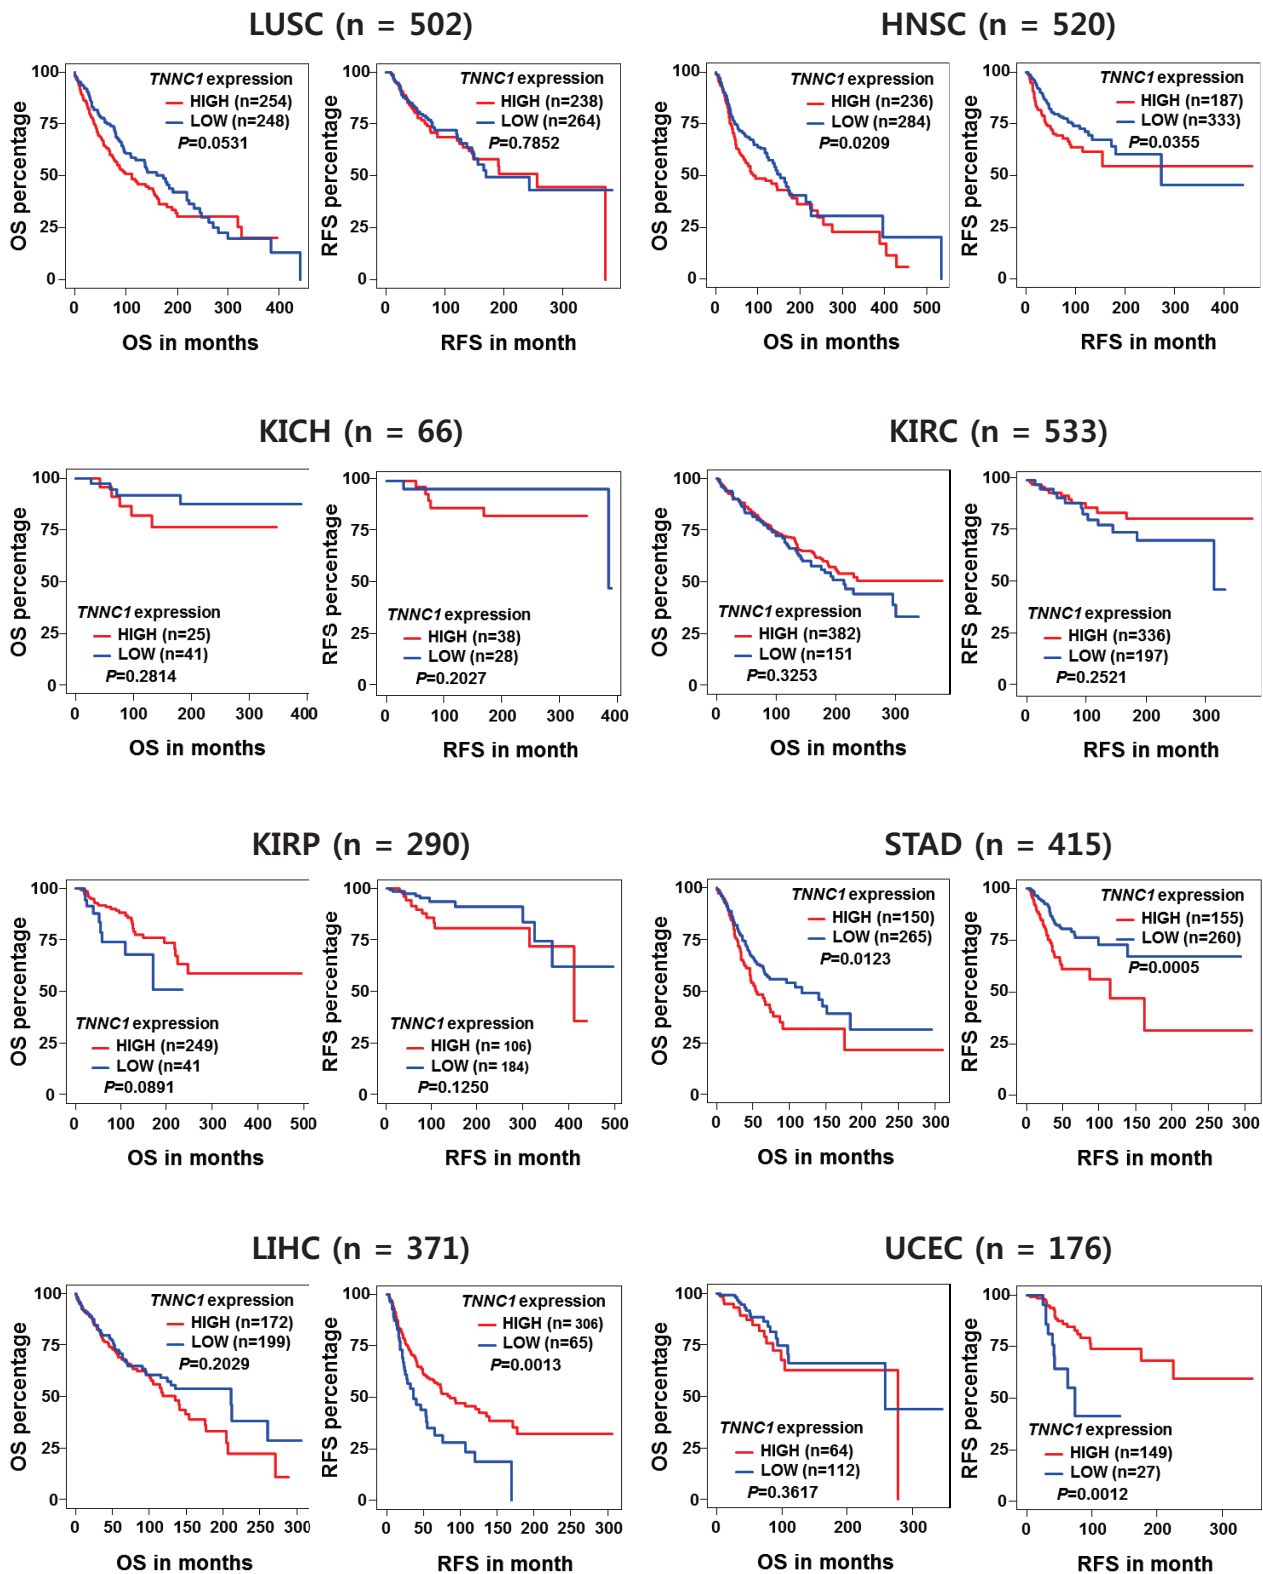 LUSC (n = 502)
OS percentage
100
75
50
25
0
TNNC1 expression
HIGH (n=254)
LOW (n=248)
P=0.0531
0 100 200 300 400
OS in months
RFS percentage
100
75
50
25
0
TNNC1 expression
HIGH (n=238)
LOW (n=264)
P=0.7852
0 100 200 300
RFS in month
HNSC (n = 520)
OS percentage
100
75
50
25
0
TNNC1 expression
HIGH (n=236)
LOW (n=284)
P=0.0209
0 100 200 300 400 500
OS in months
RFS percentage
100
75
50
25
0
TNNC1 expression
HIGH (n=187)
LOW (n=333)
P=0.0355
0 100 200 300 400
RFS in month
KICH (n = 66)
OS percentage
100
75
50
25
0
TNNC1 expression
HIGH (n=25)
LOW (n=41)
P=0.2814
0 100 200 300 400
OS in months
RFS percentage
100
75
50
25
0
TNNC1 expression
HIGH (n=38)
LOW (n=28)
P=0.2027
0 100 200 300 400
RFS in month
KIRC (n = 533)
OS percentage
100
75
50
25
0
TNNC1 expression
HIGH (n=382)
LOW (n=151
P=0.3253
0 100 200 300
OS in months
RFS percentage
100
75
50
25
0
TNNC1 expression
HIGH (n=336)
LOW (n=197)
P=0.2521
0 100 200 300
RFS in month
KIRP (n = 290)
OS percentage
100
75
50
25
0
TNNC1 expression
HIGH (n=249)
LOW (n=41
P=0.0891
0 100 200 300 400 500
OS in months
RFS percentage
100
75
50
25
0
TNNC1 expression
HIGH (n= 106)
LOW (n= 184)
P=0.1250
0 100 200 300 400 500
RFS in month
STAD (n = 415)
OS percentage
100
75
50
25
0
TNNC1 expression
HIGH (n=150)
LOW (n=265)
P=0.0123
0 50 100 150 200 250 300
OS in months
RFS percentage
100
75
50
25
0
TNNC1 expression
HIGH (n=155)
LOW (n=260)
P=0.0005
0 50 100 150 200 250 300
RFS in month
LIHC (n = 371)
OS percentage
100
75
50
25
0
TNNC1 expression
HIGH (n=172)
LOW (n=199)
P=0.2029
0 50 100 150 200 250 300
OS in months
RFS percentage
100
75
50
25
0
TNNC1 expression
HIGH (n= 306)
LOW (n=65)
P=0.0013
0 50 100 150 200 250 300
RFS in month
UCEC (n = 176)
OS percentage
100
75
50
25
0
TNNC1 expression
HIGH (n=64)
LOW (n=112)
P=0.3617
0 100 200 300
OS in months
RFS percentage
100
75
50
25
0
TNNC1 expression
HIGH (n=149)
LOW (n=27)
P=0.0012
0 100 200 300
RFS in month